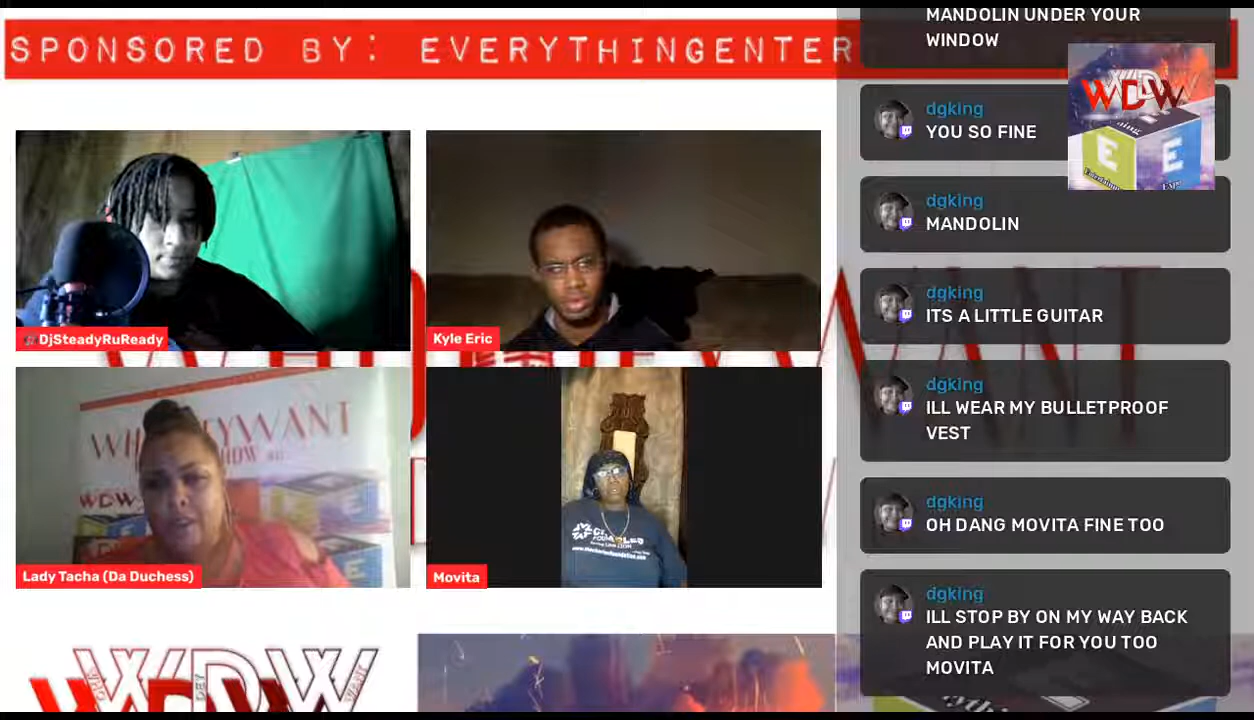 SPONSORED BY: EVERYTHINGENTER
MANDOLIN UNDER YOUR
WINDOW
dgking
YOU SO FINE
dgking
MANDOLIN
dgking
ITS A LITTLE GUITAR
dgking
ILL WEAR MY BULLETPROOF
VEST
dgking
OH DANG MOVITA FINE TOO
dgking
ILL STOP BY ON MY WAY BACK
AND PLAY IT FOR YOU TOO
MOVITA
WDW
E E
DjSteadyRuReady
Kyle Eric
WANT
WDW
Lady Tacha (Da Duchess)
Movita
WDW